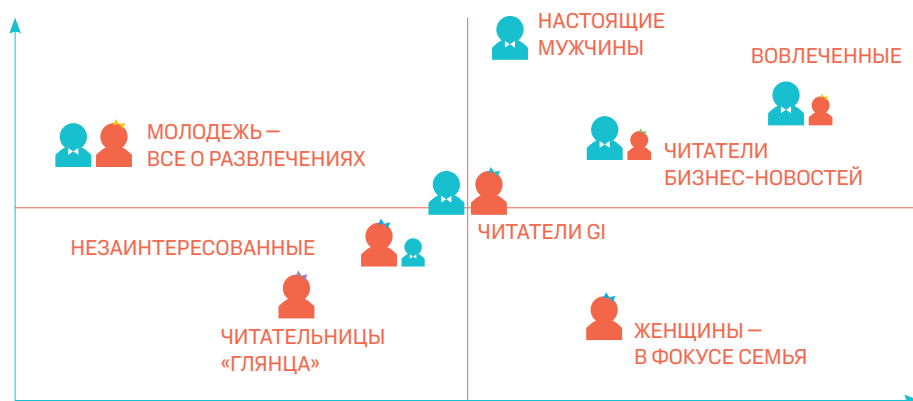 НАСТОЯЩИЕ
МУЖЧИНЫ
ВОВЛЕЧЕННЫЕ
МОЛОДЕЖЬ —
ВСЕ О РАЗВЛЕЧЕНИЯХ
ЧИТАТЕЛИ
БИЗНЕС-НОВОСТЕЙ
ЧИТАТЕЛИ GI
НЕЗАИНТЕРЕСОВАННЫЕ
ЧИТАТЕЛЬНИЦЫ
«ГЛЯНЦА»
ЖЕНЩИНЫ —
В ФОКУСЕ СЕМЬЯ